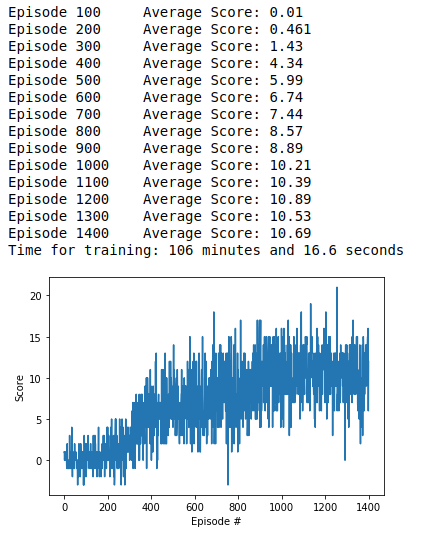 Episode 100 Average Score: 0.01
Episode 200 Average Score: 0.461
Episode 300 Average Score: 1.43
Episode 400 Average Score: 4.34
Episode 500 Average Score: 5.99
Episode 600 Average Score: 6.74
Episode 700 Average Score: 7.44
Episode 800 Average Score: 8.57
Episode 900 Average Score: 8.89
Episode 1000 Average Score: 10.21
Episode 1100 Average Score: 10.39
Episode 1200 Average Score: 10.89
Episode 1300 Average Score: 10.53
Episode 1400 Average Score: 10.69
Time for training: 106 minutes and 16.6 seconds
20
15
10
5
0
Score
0 200 400 600 800 1000 1200 1400
Episode #